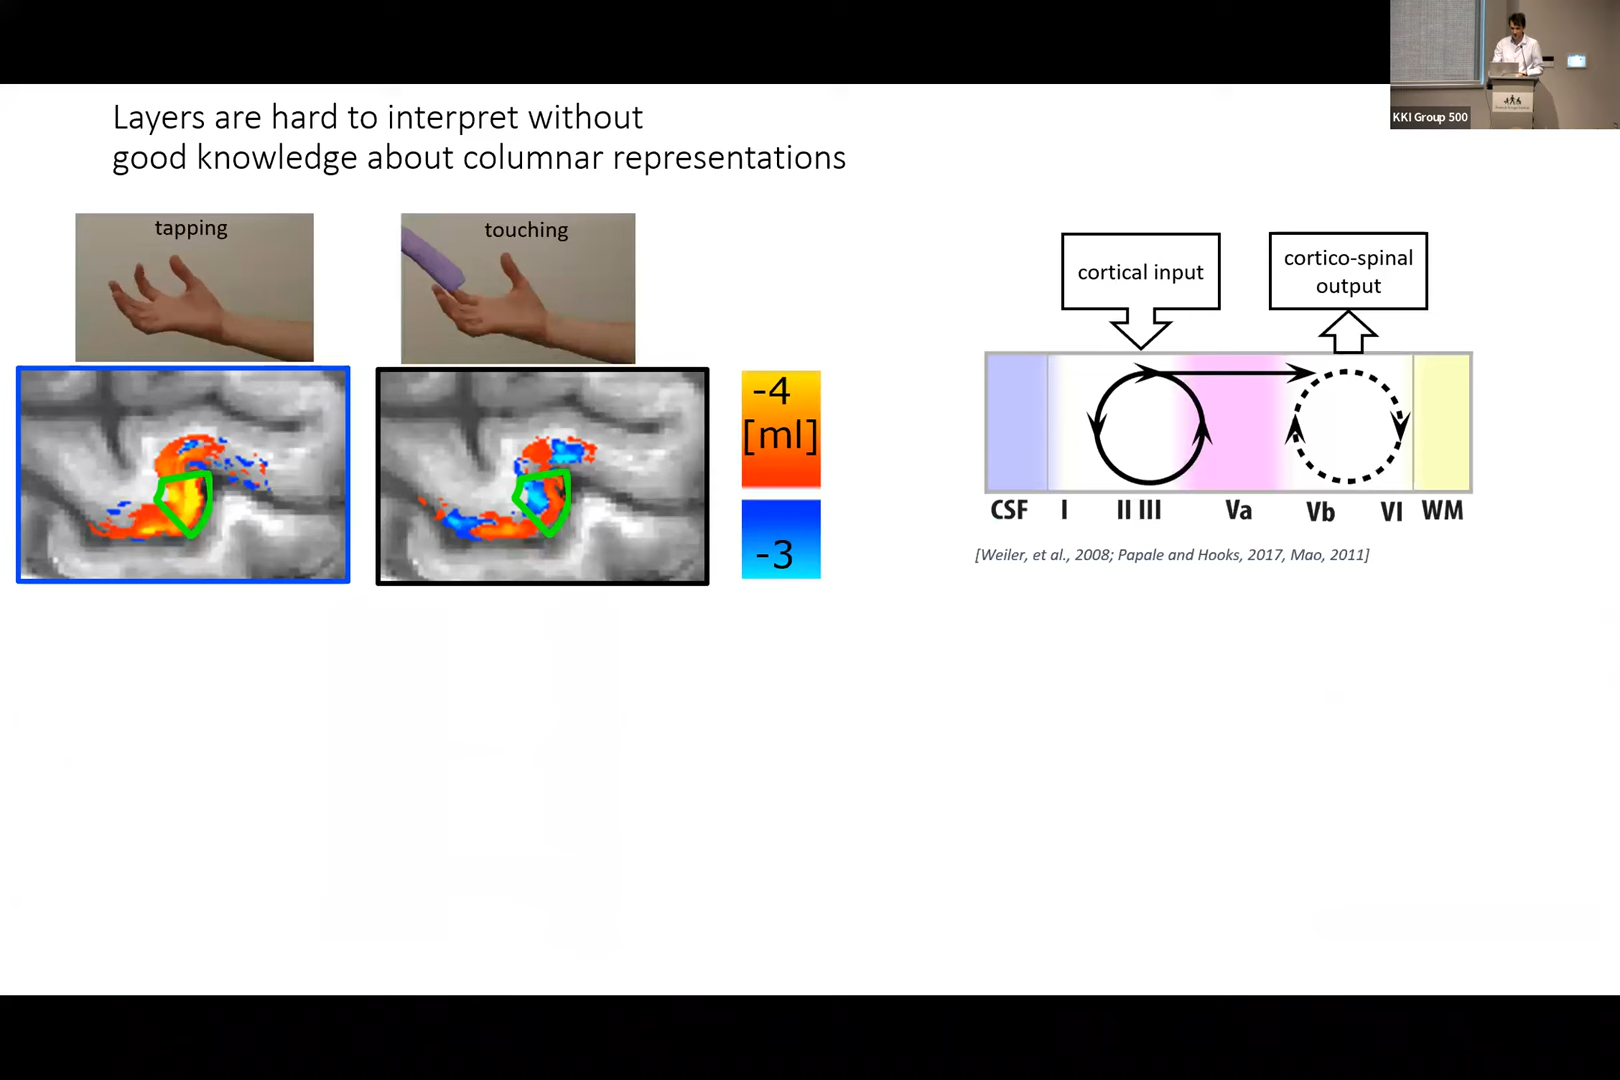 KKI Group 500
Layers are hard to interpret without
good knowledge about columnar representations
tapping
touching
-4
[ml]
-3
cortical input
cortico-spinal
output
CSF I II III Va Vb VI WM
[Weiler, et al., 2008; Papale and Hooks, 2017, Mao, 2011]